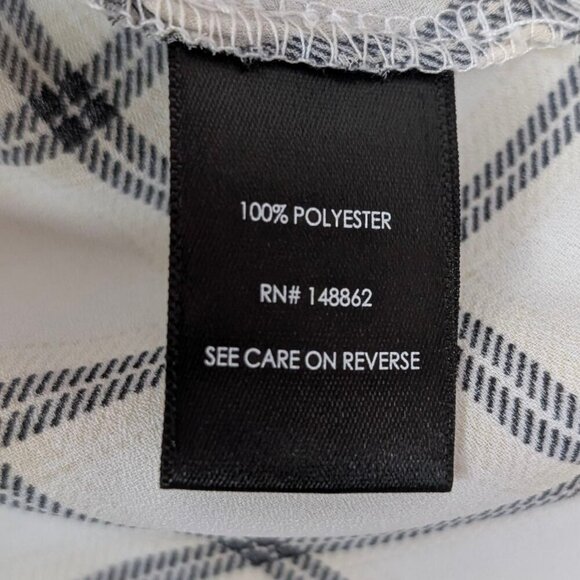 100% POLYESTER
RN# 148862
SEE CARE ON REVERSE